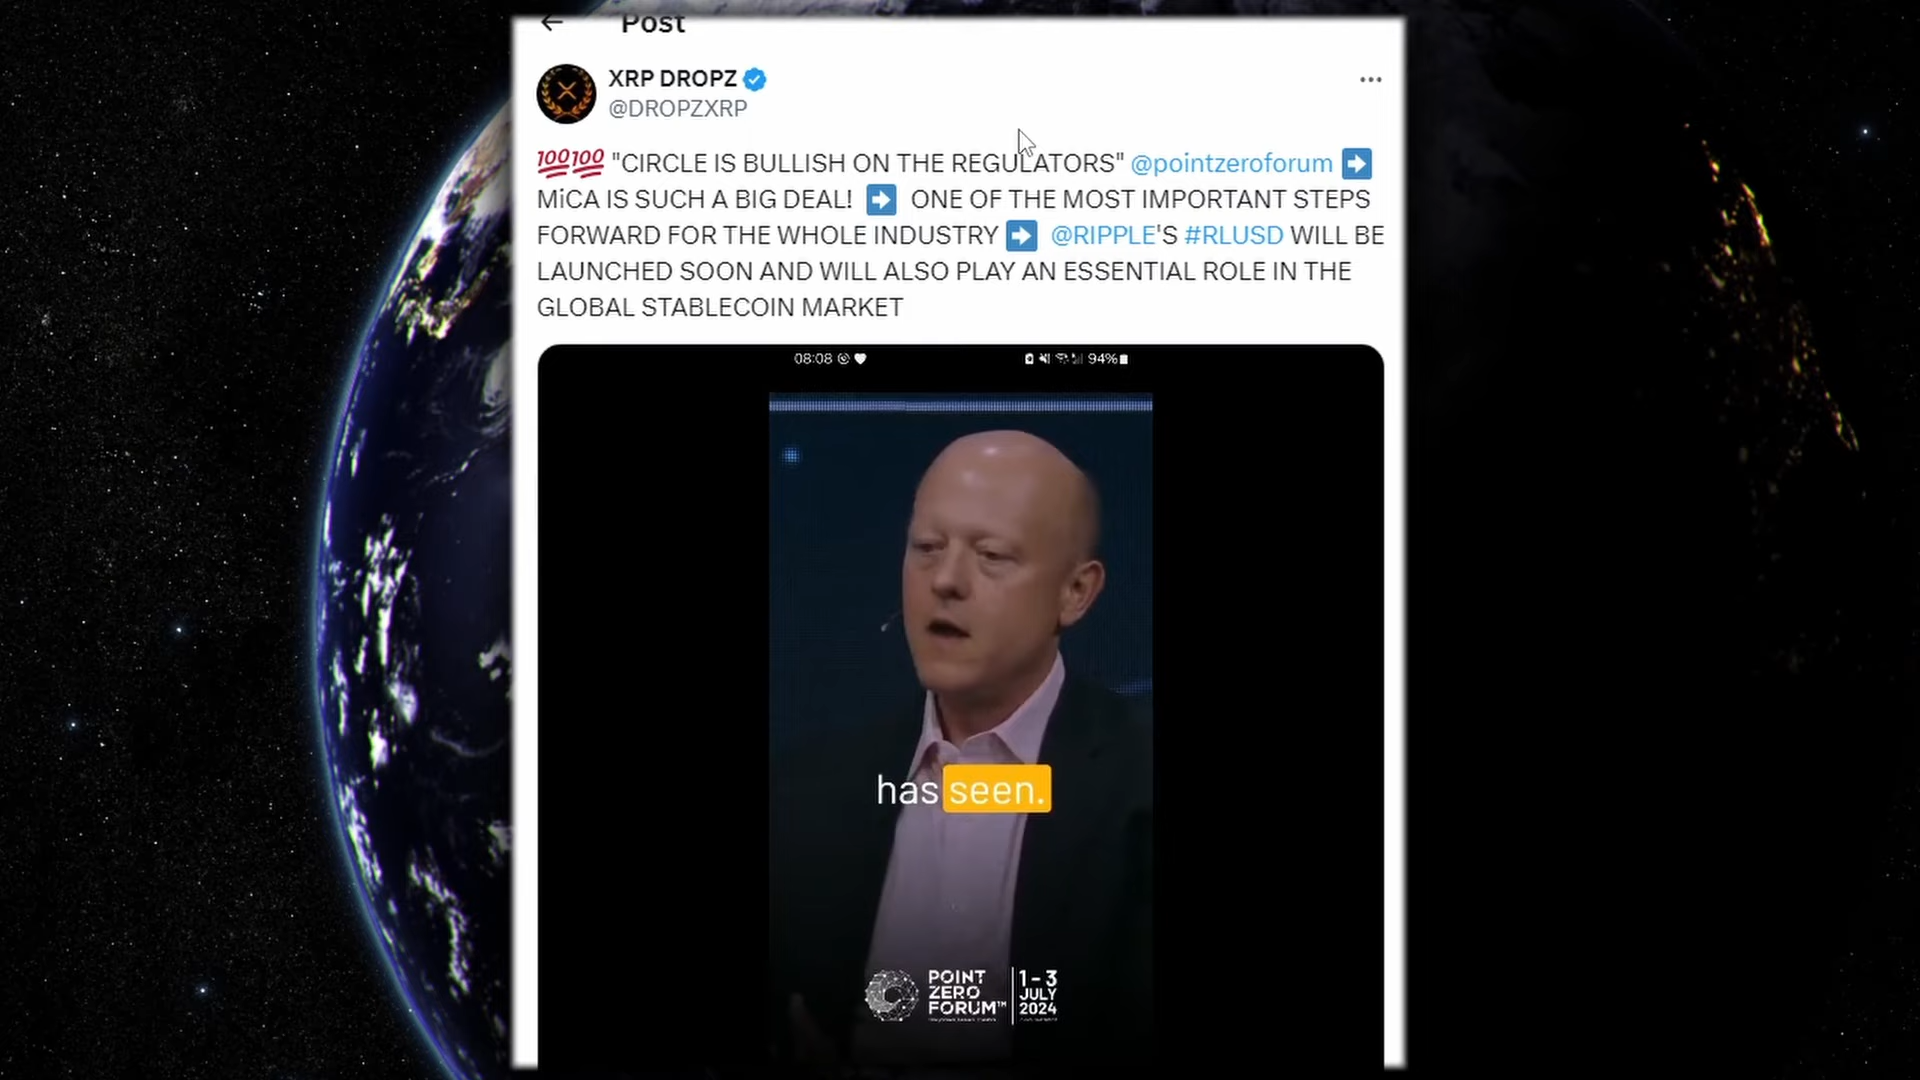 Post
XRP DROPZ
@DROPZXRP
💯💯 "CIRCLE IS BULLISH ON THE REGULATORS" @pointzeroforum ➡️
MiCA IS SUCH A BIG DEAL! ➡️ ONE OF THE MOST IMPORTANT STEPS
FORWARD FOR THE WHOLE INDUSTRY ➡️ @RIPPLE'S #RLUSD WILL BE
LAUNCHED SOON AND WILL ALSO PLAY AN ESSENTIAL ROLE IN THE
GLOBAL STABLECOIN MARKET
08:08 94%
has seen.
POINT
ZERO
FORUM™
1-3
JULY
2024